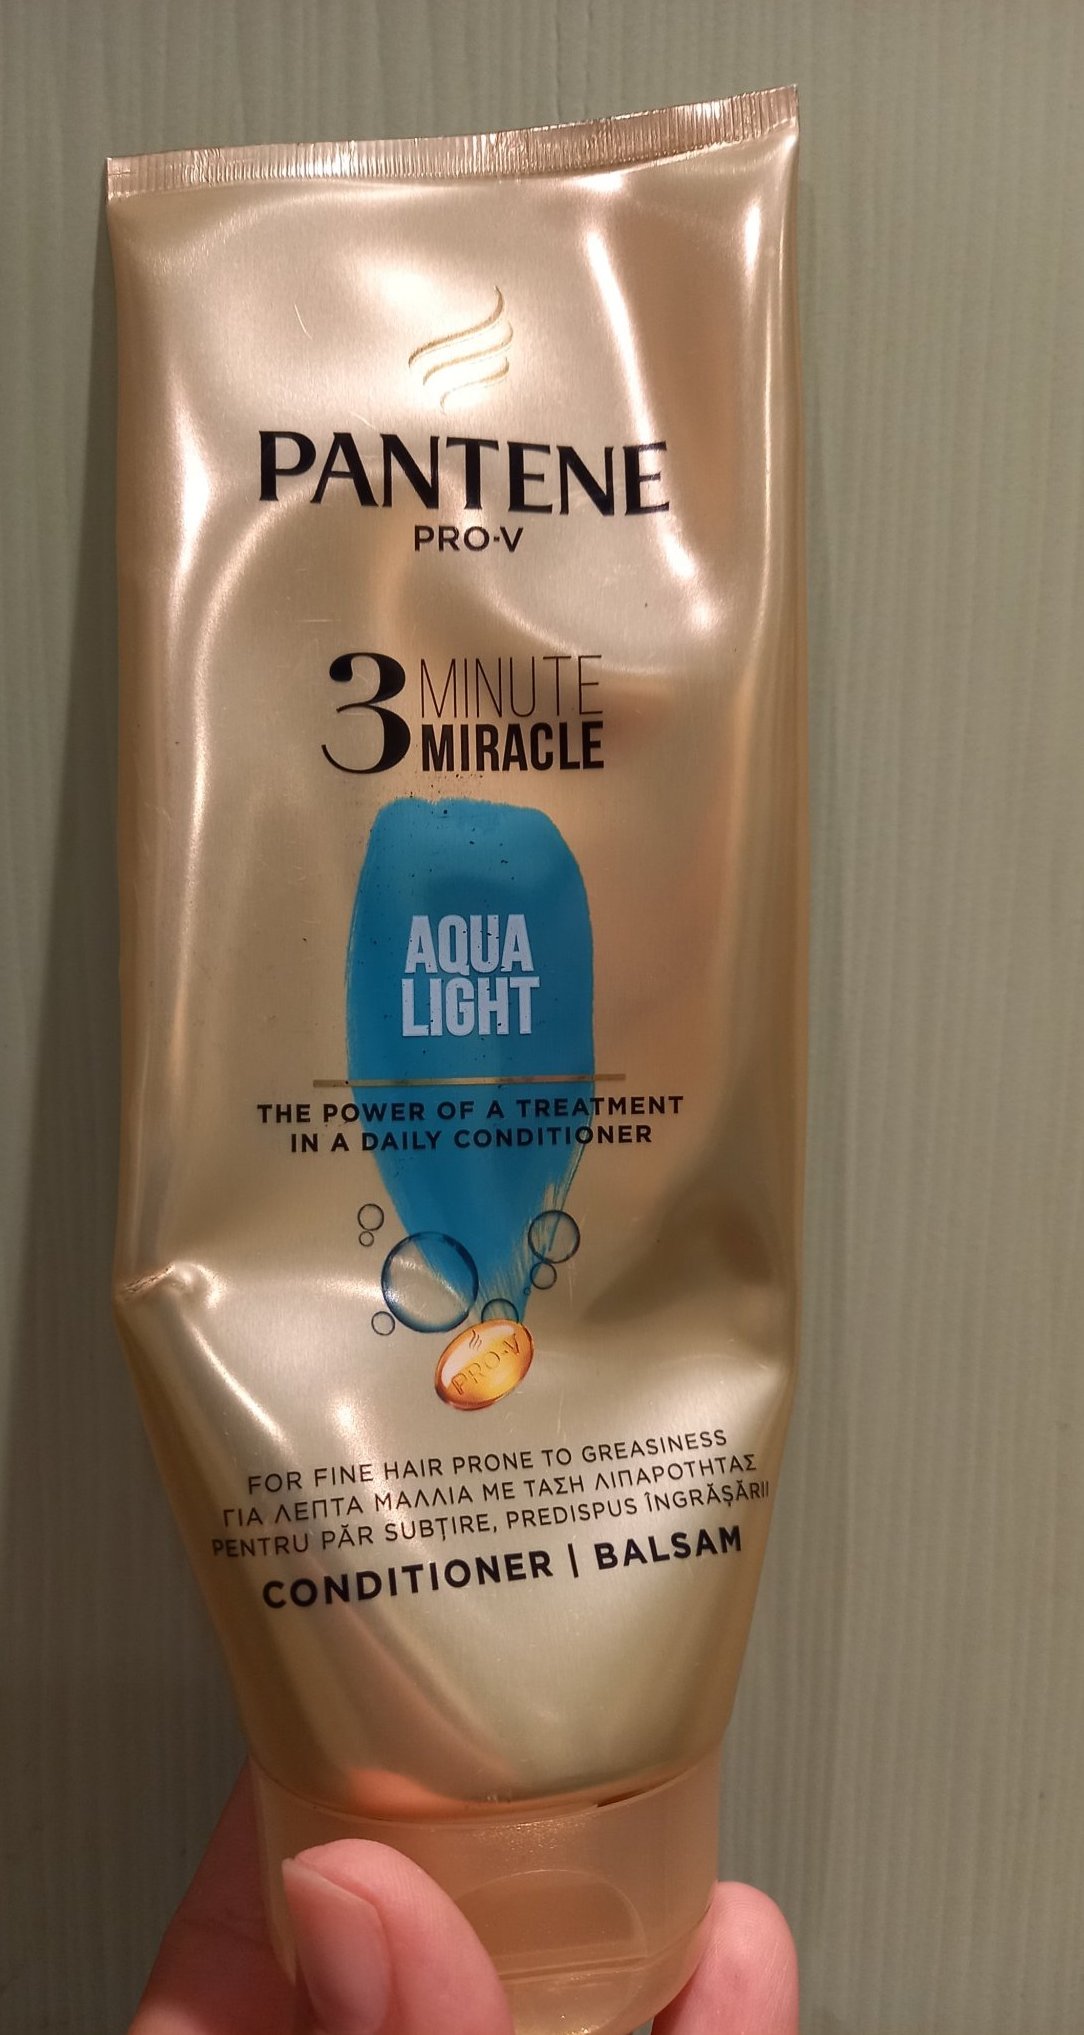 PANTENE
PRO-V
3 MINUTE
MIRACLE
AQUA
LIGHT
THE POWER OF A TREATMENT
IN A DAILY CONDITIONER
PRO-V
FOR FINE HAIR PRONE TO GREASINESS
ΓΙΑ ΛΕΠΤΑ ΜΑΛΛΙΑ ΜΕ ΤΑΣΗ ΛΙΠΑΡΟΤΗΤΑΣ
PENTRU PĂR SUBȚIRE, PREDISPUS ÎNGRĂȘĂRII
CONDITIONER | BALSAM